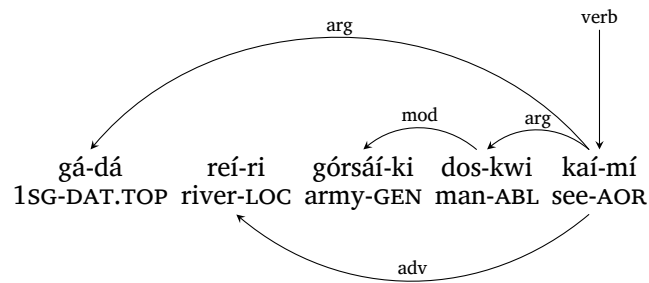 verb
arg
mod
arg
gá-dá reí-ri górsáí-ki dos-kwi kaí-mí
1SG-DAT.TOP river-LOC army-GEN man-ABL see-AOR
adv